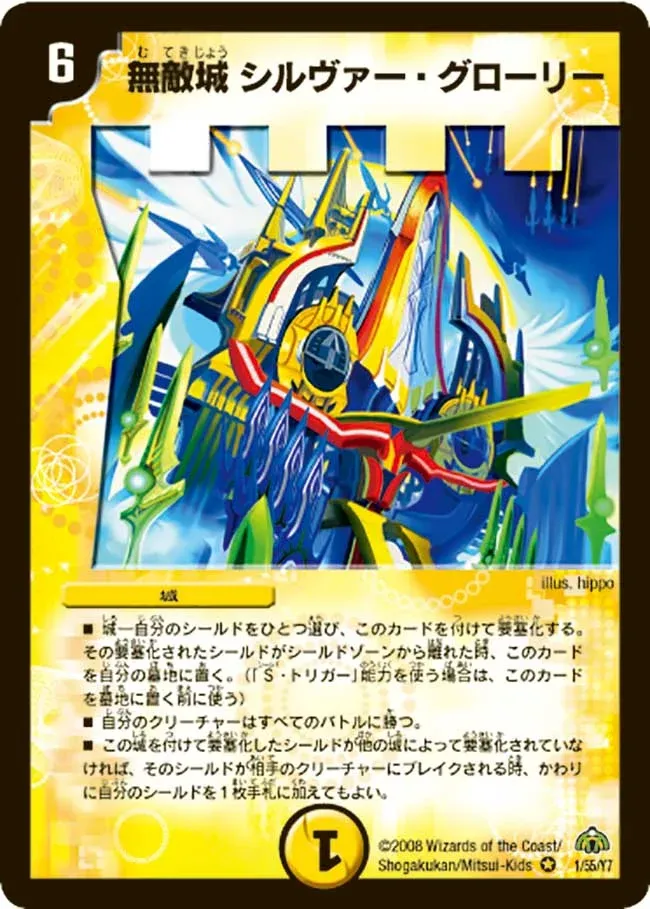 6
むてきじょう
無敵城 シルヴァー・グローリー
illus. hippo
城
■ 城―自分のシールドをひとつ選び、このカードを付けて要塞化する。
その要塞化されたシールドがシールドゾーンから離れた時、このカード
を自分の墓地に置く。(「S・トリガー」能力を使う場合は、このカード
を墓地に置く前に使う)
■ 自分のクリーチャーはすべてのバトルに勝つ。
■ この城を付けて要塞化したシールドが他の城によって要塞化されていな
ければ、そのシールドが相手のクリーチャーにブレイクされる時、かわり
に自分のシールドを1枚手札に加えてもよい。
1
©2008 Wizards of the Coast/
Shogakukan/Mitsui-Kids 1/55/Y7